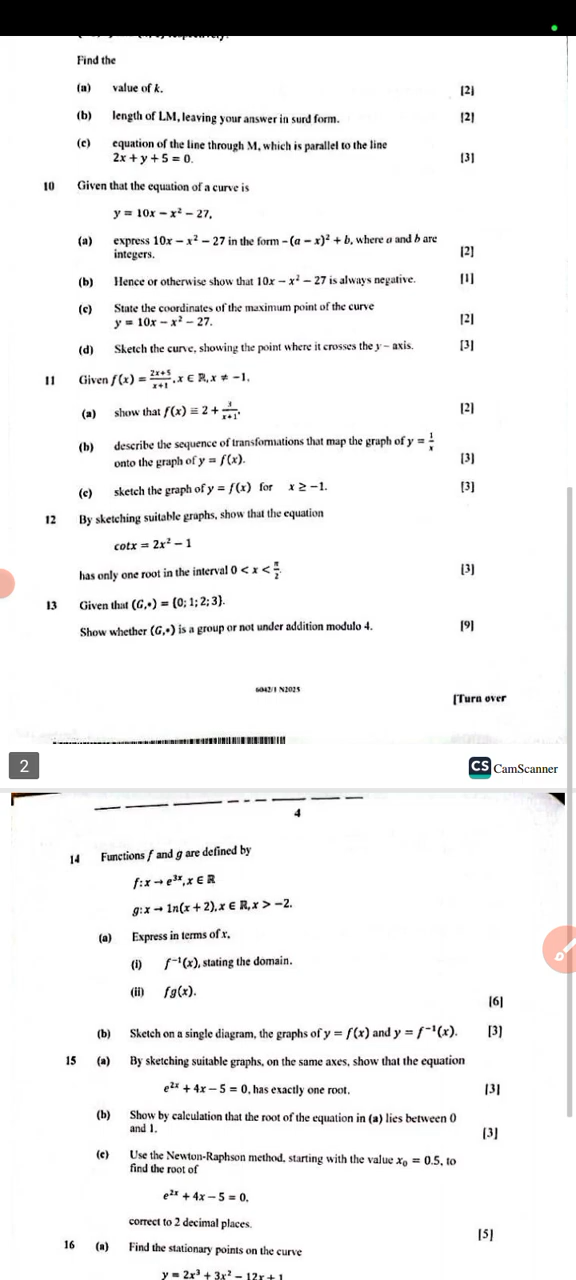 Find the
(a) value of k. [2]
(b) length of LM, leaving your answer in surd form. [2]
(c) equation of the line through M, which is parallel to the line
2x + y + 5 = 0. [3]
10 Given that the equation of a curve is
y = 10x − x² − 27,
(a) express 10x − x² − 27 in the form −(a − x)² + b, where a and b are
integers. [2]
(b) Hence or otherwise show that 10x − x² − 27 is always negative. [1]
(c) State the coordinates of the maximum point of the curve
y = 10x − x² − 27. [2]
(d) Sketch the curve, showing the point where it crosses the y − axis. [3]
11 Given f(x) = (2x+5)/(x+1), x ∈ ℝ, x ≠ −1,
(a) show that f(x) ≡ 2 + 3/(x+1). [2]
(b) describe the sequence of transformations that map the graph of y = 1/x
onto the graph of y = f(x). [3]
(c) sketch the graph of y = f(x) for x ≥ −1. [3]
12 By sketching suitable graphs, show that the equation
cotx = 2x² − 1
has only one root in the interval 0 < x < π/2. [3]
13 Given that (G,•) = {0; 1; 2; 3}.
Show whether (G,•) is a group or not under addition modulo 4. [9]
6042/1 N2025
[Turn over
2
CS CamScanner
4
14 Functions f and g are defined by
f: x → e³ˣ, x ∈ ℝ
g: x → ln(x + 2), x ∈ ℝ, x > −2.
(a) Express in terms of x,
(i) f⁻¹(x), stating the domain.
(ii) fg(x). [6]
(b) Sketch on a single diagram, the graphs of y = f(x) and y = f⁻¹(x). [3]
15 (a) By sketching suitable graphs, on the same axes, show that the equation
e²ˣ + 4x − 5 = 0, has exactly one root. [3]
(b) Show by calculation that the root of the equation in (a) lies between 0
and 1. [3]
(c) Use the Newton-Raphson method, starting with the value x₀ = 0.5, to
find the root of
e²ˣ + 4x − 5 = 0,
correct to 2 decimal places. [5]
16 (a) Find the stationary points on the curve
y = 2x³ + 3x² − 12x + 1